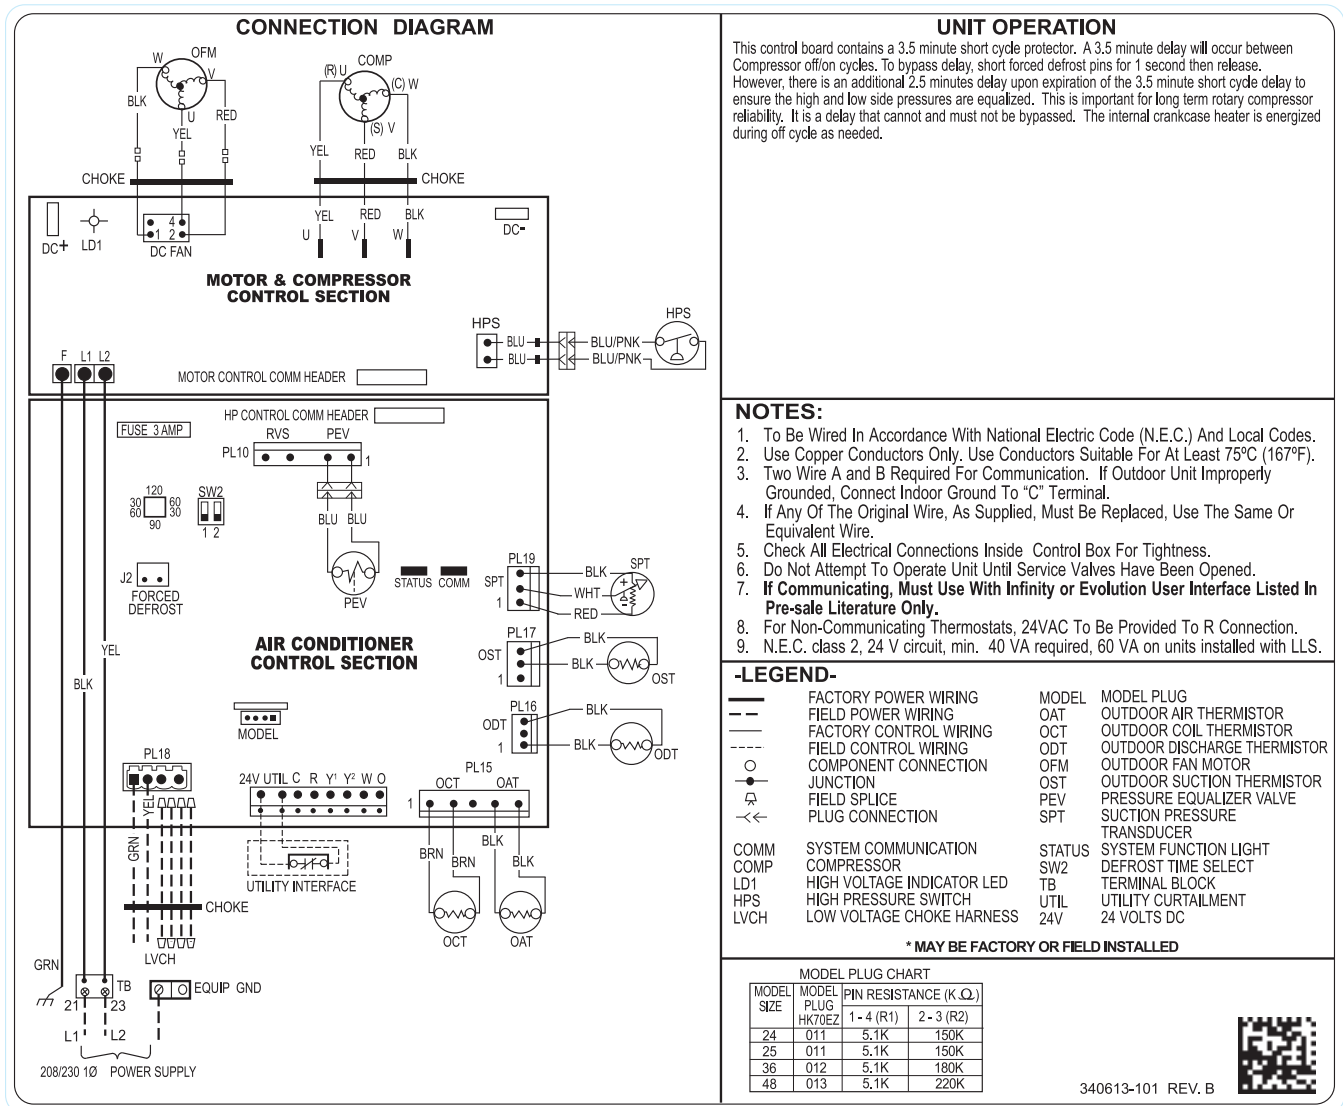 CONNECTION DIAGRAM
W
OFM
V
U
BLK
YEL
RED
CHOKE
COMP
(R) U
(C) W
(S) V
YEL
RED
BLK
CHOKE
YEL
RED
BLK
U
V
W
DC+
LD1
4
1 2
DC FAN
DC-
MOTOR & COMPRESSOR
CONTROL SECTION
HPS
BLU
BLU/PNK
BLU
BLU/PNK
HPS
F L1 L2
MOTOR CONTROL COMM HEADER
HP CONTROL COMM HEADER
FUSE 3 AMP
RVS PEV
PL10
1
120
30 60
60 30
90
SW2
1 2
BLU BLU
PEV
J2
FORCED
DEFROST
STATUS COMM
PL19
SPT
1
BLK
WHT
RED
SPT
+
-
PL17
OST
1
BLK
BLK
OST
AIR CONDITIONER
CONTROL SECTION
YEL
BLK
PL16
ODT
1
BLK
BLK
ODT
MODEL
PL18
24V UTIL C R Y1 Y2 W O
PL15
OCT OAT
1
YEL
GRN
BRN
BRN
BLK
BLK
UTILITY INTERFACE
CHOKE
OCT
OAT
LVCH
GRN
TB
21 23
EQUIP GND
L1 L2
208/230 1Ø POWER SUPPLY
UNIT OPERATION
This control board contains a 3.5 minute short cycle protector. A 3.5 minute delay will occur between
Compressor off/on cycles. To bypass delay, short forced defrost pins for 1 second then release.
However, there is an additional 2.5 minutes delay upon expiration of the 3.5 minute short cycle delay to
ensure the high and low side pressures are equalized. This is important for long term rotary compressor
reliability. It is a delay that cannot and must not be bypassed. The internal crankcase heater is energized
during off cycle as needed.
NOTES:
1. To Be Wired In Accordance With National Electric Code (N.E.C.) And Local Codes.
2. Use Copper Conductors Only. Use Conductors Suitable For At Least 75ºC (167ºF).
3. Two Wire A and B Required For Communication. If Outdoor Unit Improperly
Grounded, Connect Indoor Ground To “C” Terminal.
4. If Any Of The Original Wire, As Supplied, Must Be Replaced, Use The Same Or
Equivalent Wire.
5. Check All Electrical Connections Inside Control Box For Tightness.
6. Do Not Attempt To Operate Unit Until Service Valves Have Been Opened.
7. If Communicating, Must Use With Infinity or Evolution User Interface Listed In
Pre-sale Literature Only.
8. For Non-Communicating Thermostats, 24VAC To Be Provided To R Connection.
9. N.E.C. class 2, 24 V circuit, min. 40 VA required, 60 VA on units installed with LLS.
-LEGEND-
FACTORY POWER WIRING
FIELD POWER WIRING
FACTORY CONTROL WIRING
FIELD CONTROL WIRING
COMPONENT CONNECTION
JUNCTION
FIELD SPLICE
PLUG CONNECTION
COMM SYSTEM COMMUNICATION
COMP COMPRESSOR
LD1 HIGH VOLTAGE INDICATOR LED
HPS HIGH PRESSURE SWITCH
LVCH LOW VOLTAGE CHOKE HARNESS
MODEL MODEL PLUG
OAT OUTDOOR AIR THERMISTOR
OCT OUTDOOR COIL THERMISTOR
ODT OUTDOOR DISCHARGE THERMISTOR
OFM OUTDOOR FAN MOTOR
OST OUTDOOR SUCTION THERMISTOR
PEV PRESSURE EQUALIZER VALVE
SPT SUCTION PRESSURE
TRANSDUCER
STATUS SYSTEM FUNCTION LIGHT
SW2 DEFROST TIME SELECT
TB TERMINAL BLOCK
UTIL UTILITY CURTAILMENT
24V 24 VOLTS DC
* MAY BE FACTORY OR FIELD INSTALLED
MODEL PLUG CHART
MODEL SIZE MODEL PLUG HK70EZ PIN RESISTANCE (K Ω)
1 - 4 (R1) 2 - 3 (R2)
24 011 5.1K 150K
25 011 5.1K 150K
36 012 5.1K 180K
48 013 5.1K 220K
340613-101 REV. B